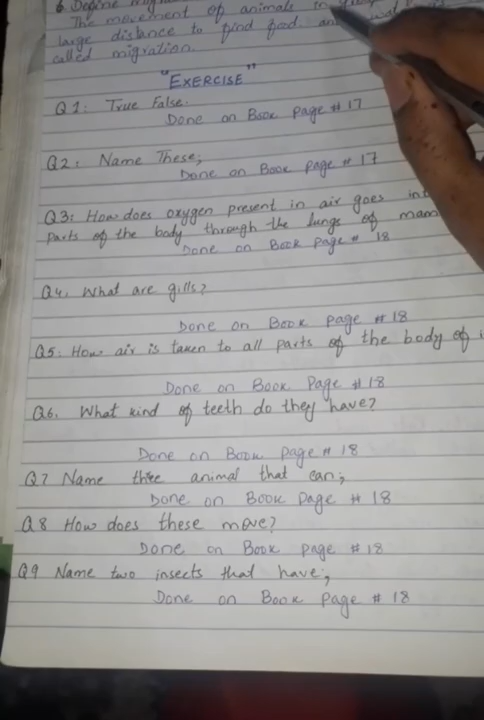 6. Define
The movement of animals in
large distance to find food and
called migration.
"EXERCISE"
Q1: True False.
Done on Book page # 17
Q2: Name These;
Done on Book page # 17
Q3: How does oxygen present in air goes
parts of the body through the lungs of
Done on Book page # 18
Q4. What are gills?
Done on Book page # 18
Q5. How air is taken to all parts of the body of
Done on Book Page # 18
Q6. What kind of teeth do they have?
Done on Book page # 18
Q7 Name three animal that can;
Done on Book Page # 18
Q8 How does these move?
Done on Book page # 18
Q9 Name two insects that have;
Done on Book page # 18